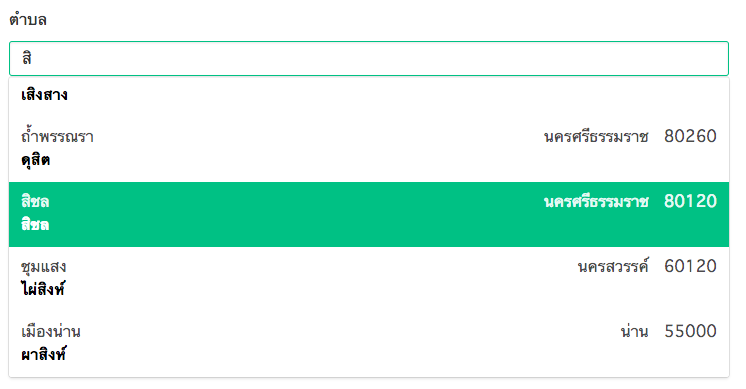 ตำบล
สิ
เสิงสาง
ถ้ำพรรณรา นครศรีธรรมราช 80260
ดุสิต
สิชล นครศรีธรรมราช 80120
สิชล
ชุมแสง นครสวรรค์ 60120
ไผ่สิงห์
เมืองน่าน น่าน 55000
ผาสิงห์